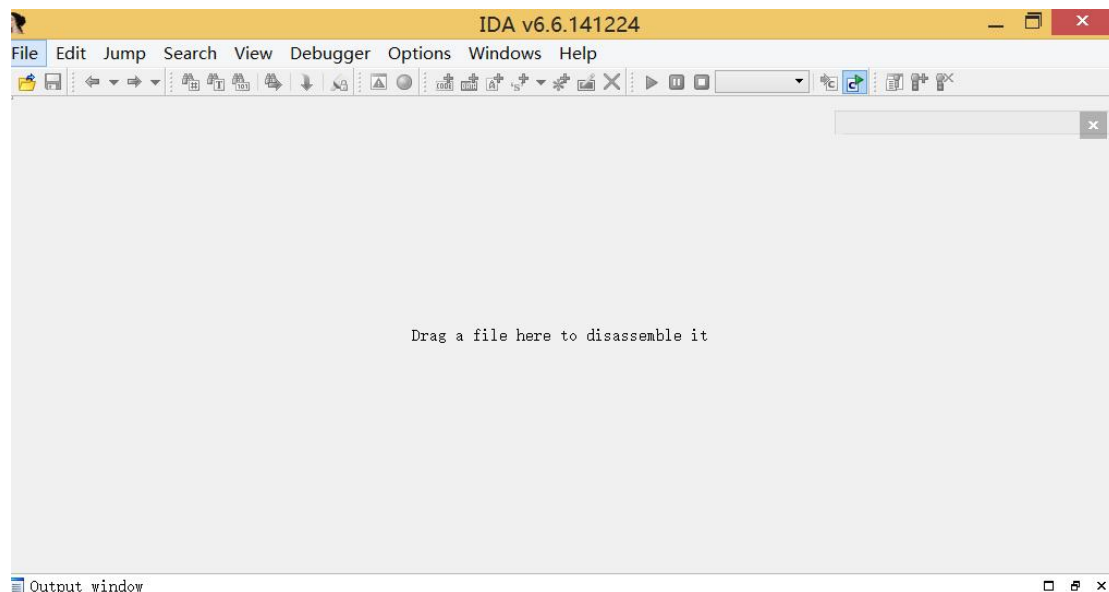 IDA v6.6.141224
File Edit Jump Search View Debugger Options Windows Help
Drag a file here to disassemble it
Output window